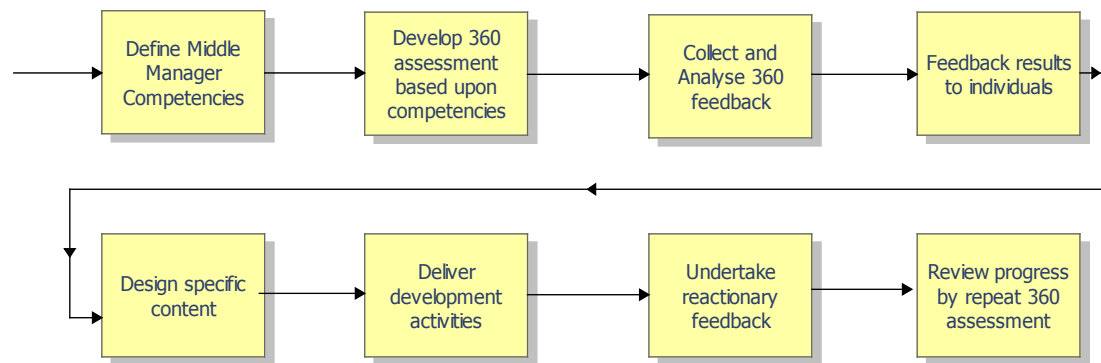 Define Middle
Manager
Competencies
Develop 360
assessment
based upon
competencies
Collect and
Analyse 360
feedback
Feedback results
to individuals
Design specific
content
Deliver
development
activities
Undertake
reactionary
feedback
Review progress
by repeat 360
assessment